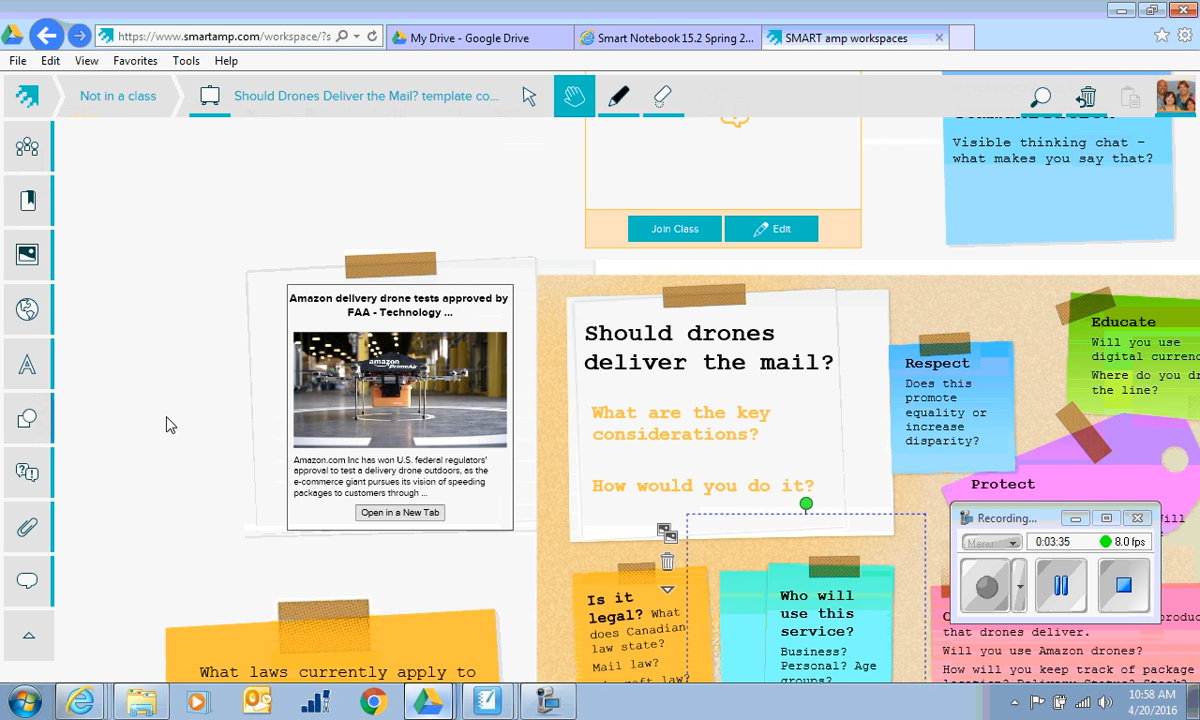 https://www.smartamp.com/workspace/?s
My Drive - Google Drive
Smart Notebook 15.2 Spring 2...
SMART amp workspaces
File Edit View Favorites Tools Help
Not in a class
Should Drones Deliver the Mail? template co...
Visible thinking chat -
what makes you say that?
Join Class
Edit
Amazon delivery drone tests approved by
FAA - Technology ...
amazon
PrimeAir
Amazon.com Inc has won U.S. federal regulators'
approval to test a delivery drone outdoors, as the
e-commerce giant pursues its vision of speeding
packages to customers through ...
Open in a New Tab
Should drones
deliver the mail?
What are the key
considerations?
How would you do it?
Respect
Does this
promote
equality or
increase
disparity?
Educate
Will you use
digital curren
Where do you dr
the line?
Protect
Will
Recording...
Menu
0:03:35
8.0 fps
Is it
legal? What
does Canadian
law state?
Mail law?
Who will
use this
service?
Business?
Personal? Age
groups?
produc
that drones deliver.
Will you use Amazon drones?
How will you keep track of package
What laws currently apply to
10:58 AM
4/20/2016